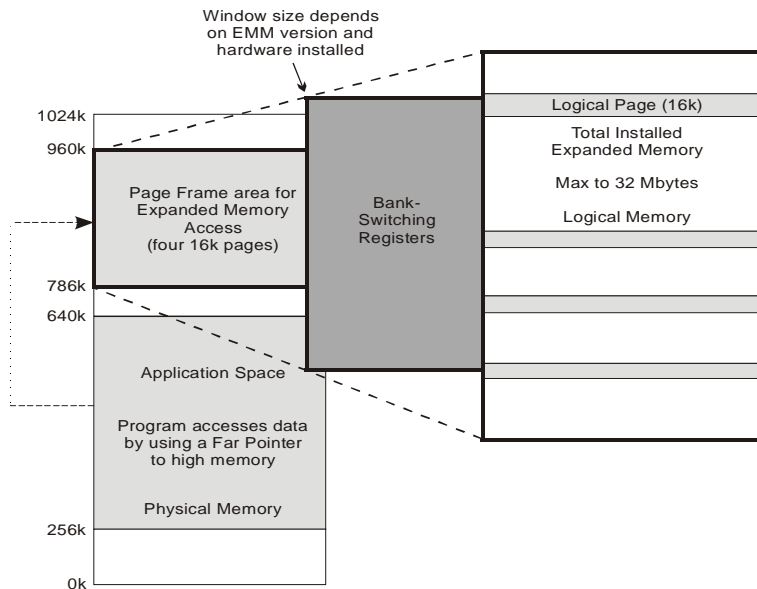 Window size depends
on EMM version and
hardware installed
1024k
960k
Page Frame area for
Expanded Memory
Access
(four 16k pages)
786k
640k
Application Space
Program accesses data
by using a Far Pointer
to high memory
Physical Memory
256k
0k
Bank-
Switching
Registers
Logical Page (16k)
Total Installed
Expanded Memory
Max to 32 Mbytes
Logical Memory